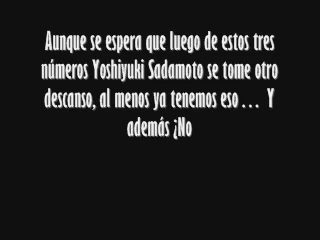 Aunque se espera que luego de estos tres
números Yoshiyuki Sadamoto se tome otro
descanso, al menos ya tenemos eso … Y
además ¿No